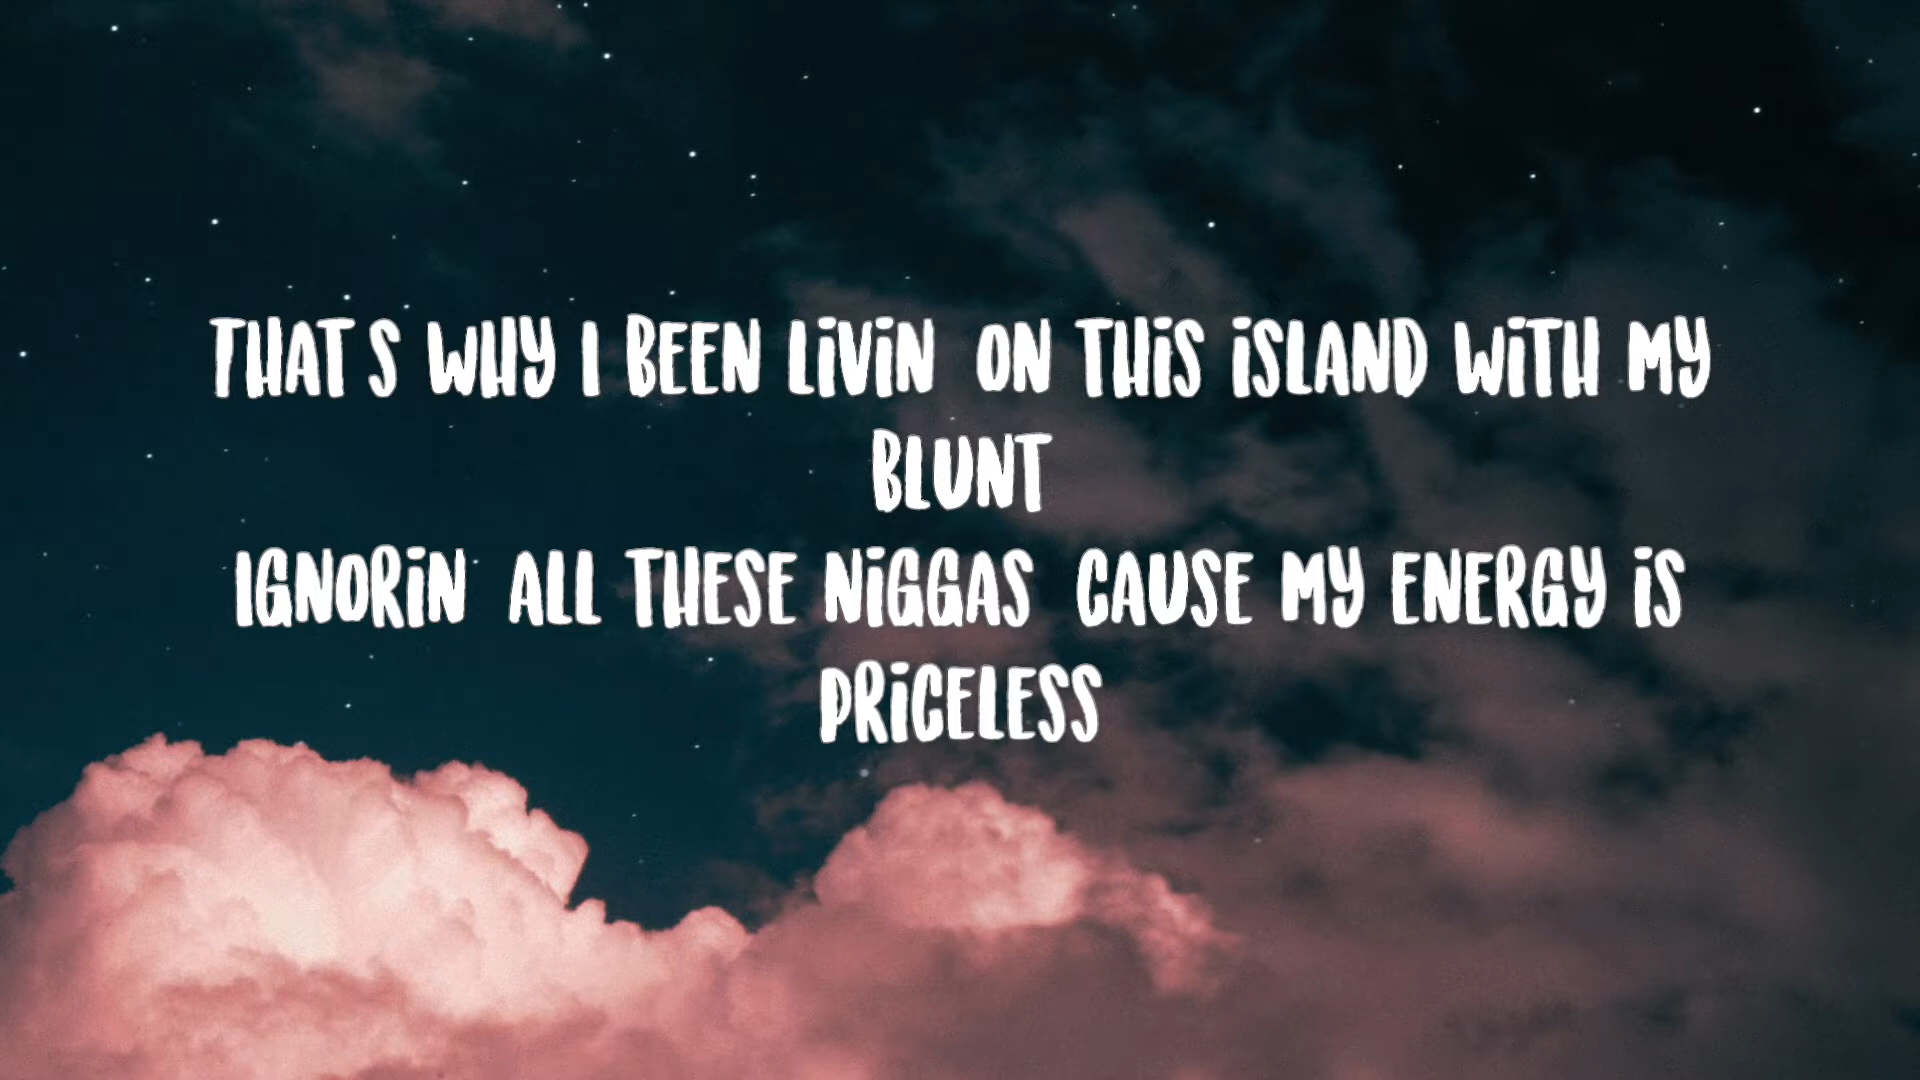 THAT S WHY I BEEN LiViN  ON THiS iSLAND WiTH MY
BLUNT
IGNORiN  ALL THESE NiGGAS  CAUSE MY ENERGY iS
PRiCELESS